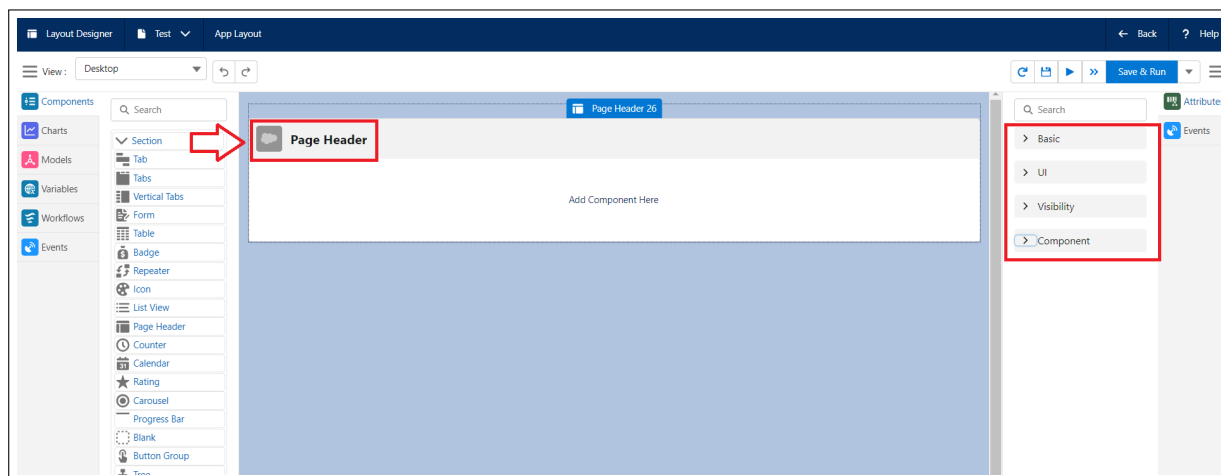 Layout Designer Test App Layout Back ? Help
View : Desktop Save & Run
Components
Charts
Models
Variables
Workflows
Events
Search
Section
Tab
Tabs
Vertical Tabs
Form
Table
Badge
Repeater
Icon
List View
Page Header
Counter
Calendar
Rating
Carousel
Progress Bar
Blank
Button Group
Tree
Page Header 26
Page Header
Add Component Here
Search
Basic
UI
Visibility
Component
Attributes
Events